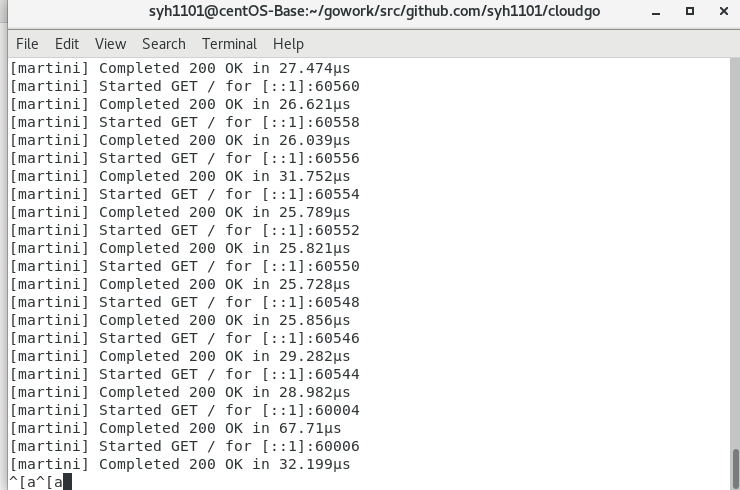 syh1101@centOS-Base:~/gowork/src/github.com/syh1101/cloudgo
File Edit View Search Terminal Help
[martini] Completed 200 OK in 27.474µs
[martini] Started GET / for [::1]:60560
[martini] Completed 200 OK in 26.621µs
[martini] Started GET / for [::1]:60558
[martini] Completed 200 OK in 26.039µs
[martini] Started GET / for [::1]:60556
[martini] Completed 200 OK in 31.752µs
[martini] Started GET / for [::1]:60554
[martini] Completed 200 OK in 25.789µs
[martini] Started GET / for [::1]:60552
[martini] Completed 200 OK in 25.821µs
[martini] Started GET / for [::1]:60550
[martini] Completed 200 OK in 25.728µs
[martini] Started GET / for [::1]:60548
[martini] Completed 200 OK in 25.856µs
[martini] Started GET / for [::1]:60546
[martini] Completed 200 OK in 29.282µs
[martini] Started GET / for [::1]:60544
[martini] Completed 200 OK in 28.982µs
[martini] Started GET / for [::1]:60004
[martini] Completed 200 OK in 67.71µs
[martini] Started GET / for [::1]:60006
[martini] Completed 200 OK in 32.199µs
^[a^[a